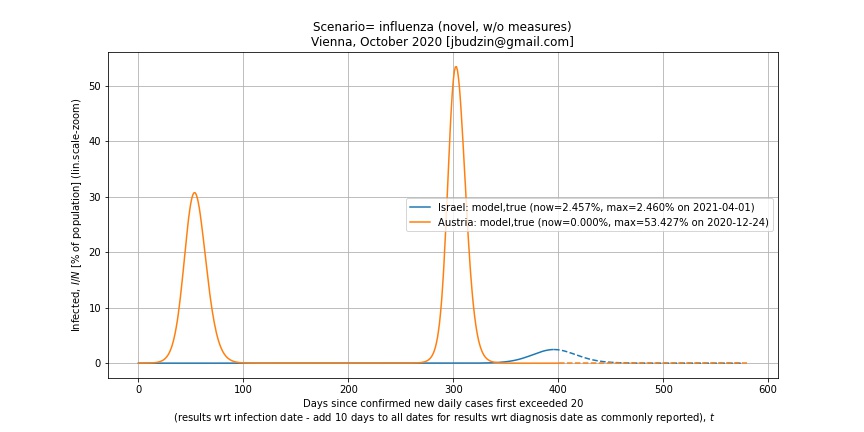 Scenario= influenza (novel, w/o measures)
Vienna, October 2020 [jbudzin@gmail.com]
Infected, I/N [% of population] (lin.scale-zoom)
50
40
30
20
10
0
Israel: model,true (now=2.457%, max=2.460% on 2021-04-01)
Austria: model,true (now=0.000%, max=53.427% on 2020-12-24)
0 100 200 300 400 500 600
Days since confirmed new daily cases first exceeded 20
(results wrt infection date - add 10 days to all dates for results wrt diagnosis date as commonly reported), t